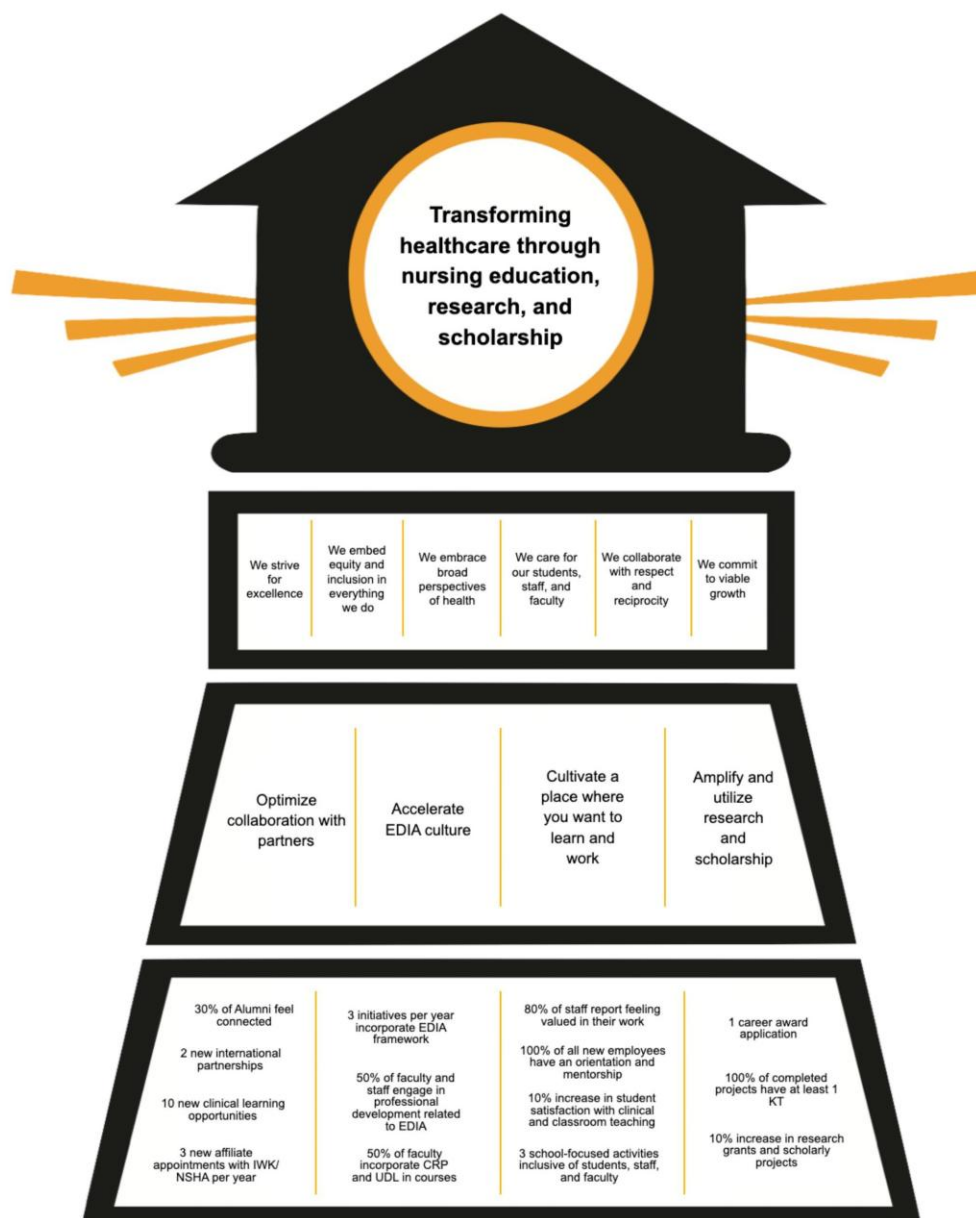 Transforming
healthcare through
nursing education,
research, and
scholarship
We strive
for
excellence
We embed
equity and
inclusion in
everything
we do
We embrace
broad
perspectives
of health
We care for
our students,
staff, and
faculty
We collaborate
with respect
and
reciprocity
We commit
to viable
growth
Optimize
collaboration with
partners
Accelerate
EDIA culture
Cultivate a
place where
you want to
learn and
work
Amplify and
utilize
research
and
scholarship
30% of Alumni feel
connected
2 new international
partnerships
10 new clinical learning
opportunities
3 new affiliate
appointments with IWK/
NSHA per year
3 initiatives per year
incorporate EDIA
framework
50% of faculty and
staff engage in
professional
development related
to EDIA
50% of faculty
incorporate CRP
and UDL in courses
80% of staff report feeling
valued in their work
100% of all new employees
have an orientation and
mentorship
10% increase in student
satisfaction with clinical
and classroom teaching
3 school-focused activities
inclusive of students, staff,
and faculty
1 career award
application
100% of completed
projects have at least 1
KT
10% increase in research
grants and scholarly
projects